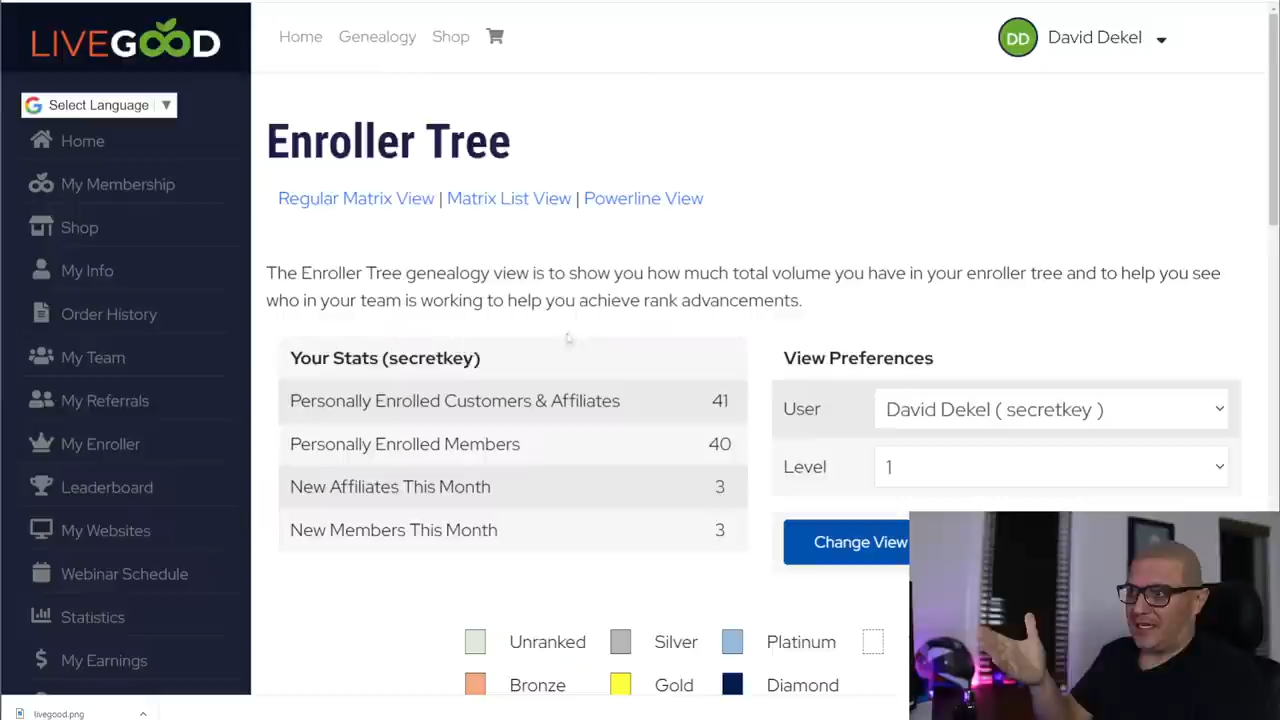 LIVEGOOD
Home Genealogy Shop
DD David Dekel
Select Language ▼
Home
My Membership
Shop
My Info
Order History
My Team
My Referrals
My Enroller
Leaderboard
My Websites
Webinar Schedule
Statistics
My Earnings
Enroller Tree
Regular Matrix View | Matrix List View | Powerline View
The Enroller Tree genealogy view is to show you how much total volume you have in your enroller tree and to help you see
who in your team is working to help you achieve rank advancements.
Your Stats (secretkey)
Personally Enrolled Customers & Affiliates 41
Personally Enrolled Members 40
New Affiliates This Month 3
New Members This Month 3
View Preferences
User David Dekel ( secretkey )
Level 1
Change View
Unranked Silver Platinum
Bronze Gold Diamond
livegood.png